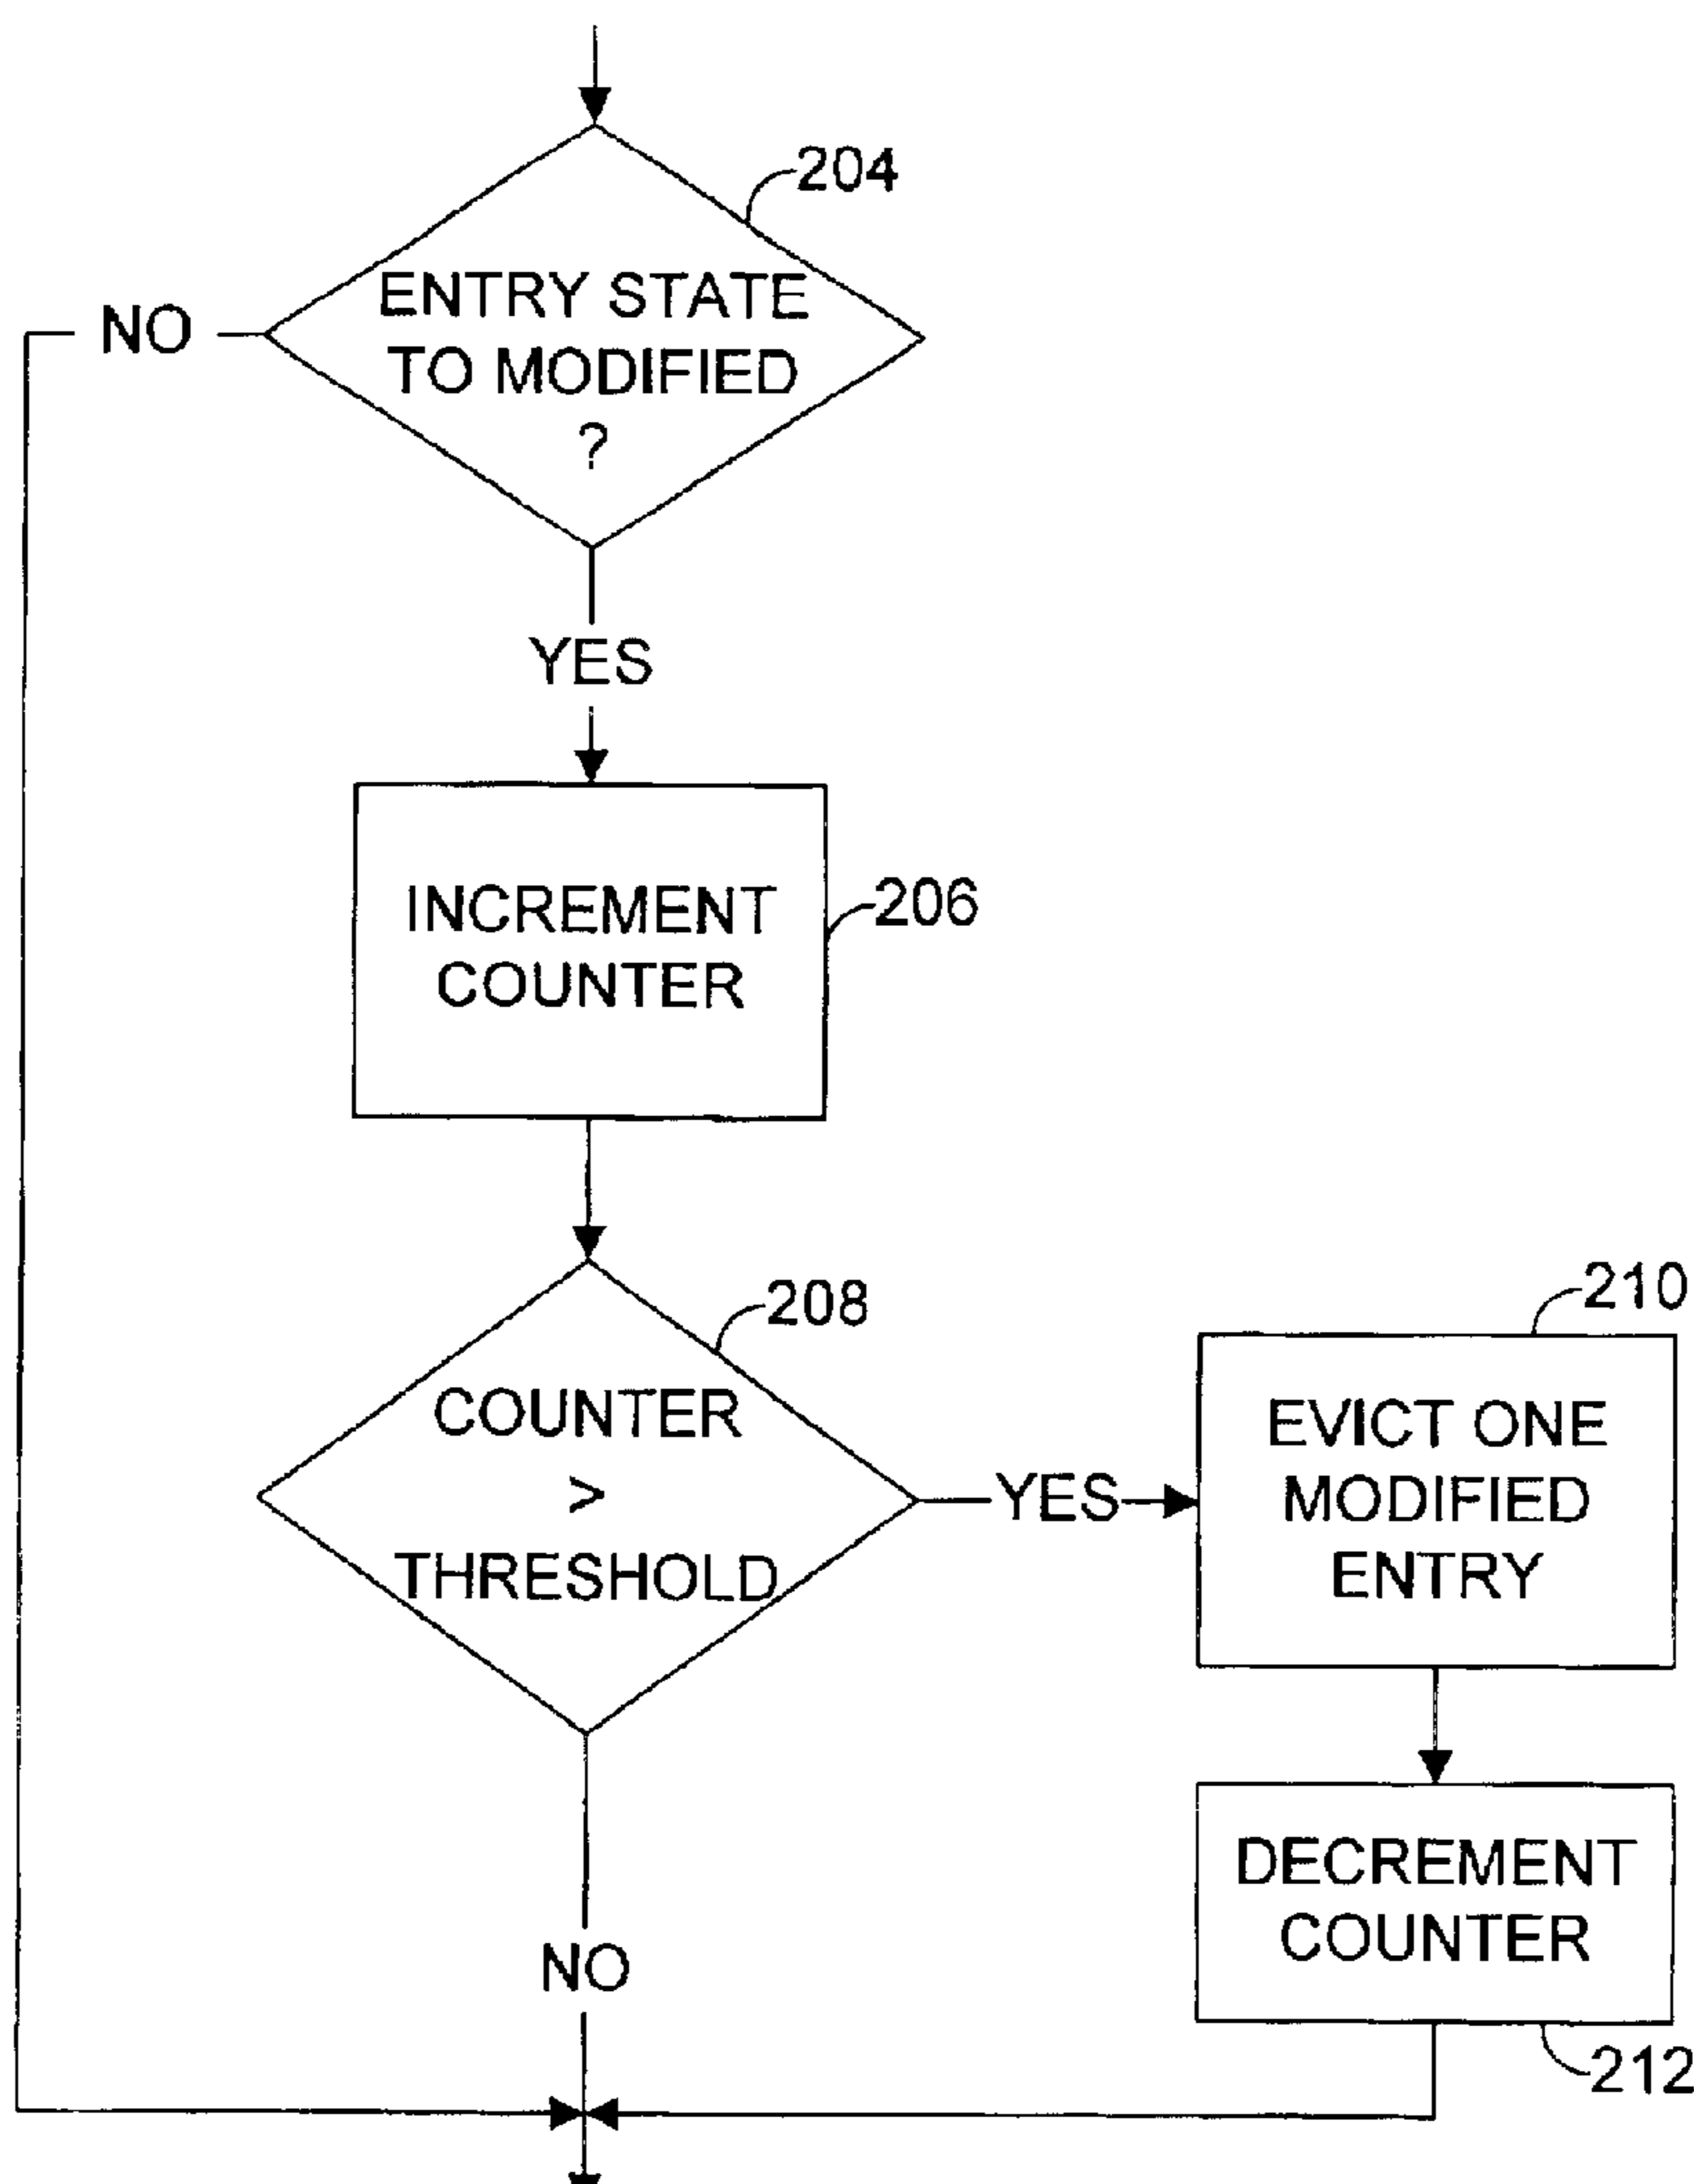 204
ENTRY STATE
TO MODIFIED
?
NO
YES
INCREMENT
COUNTER
206
208
COUNTER
>
THRESHOLD
YES
210
EVICT ONE
MODIFIED
ENTRY
DECREMENT
COUNTER
212
NO